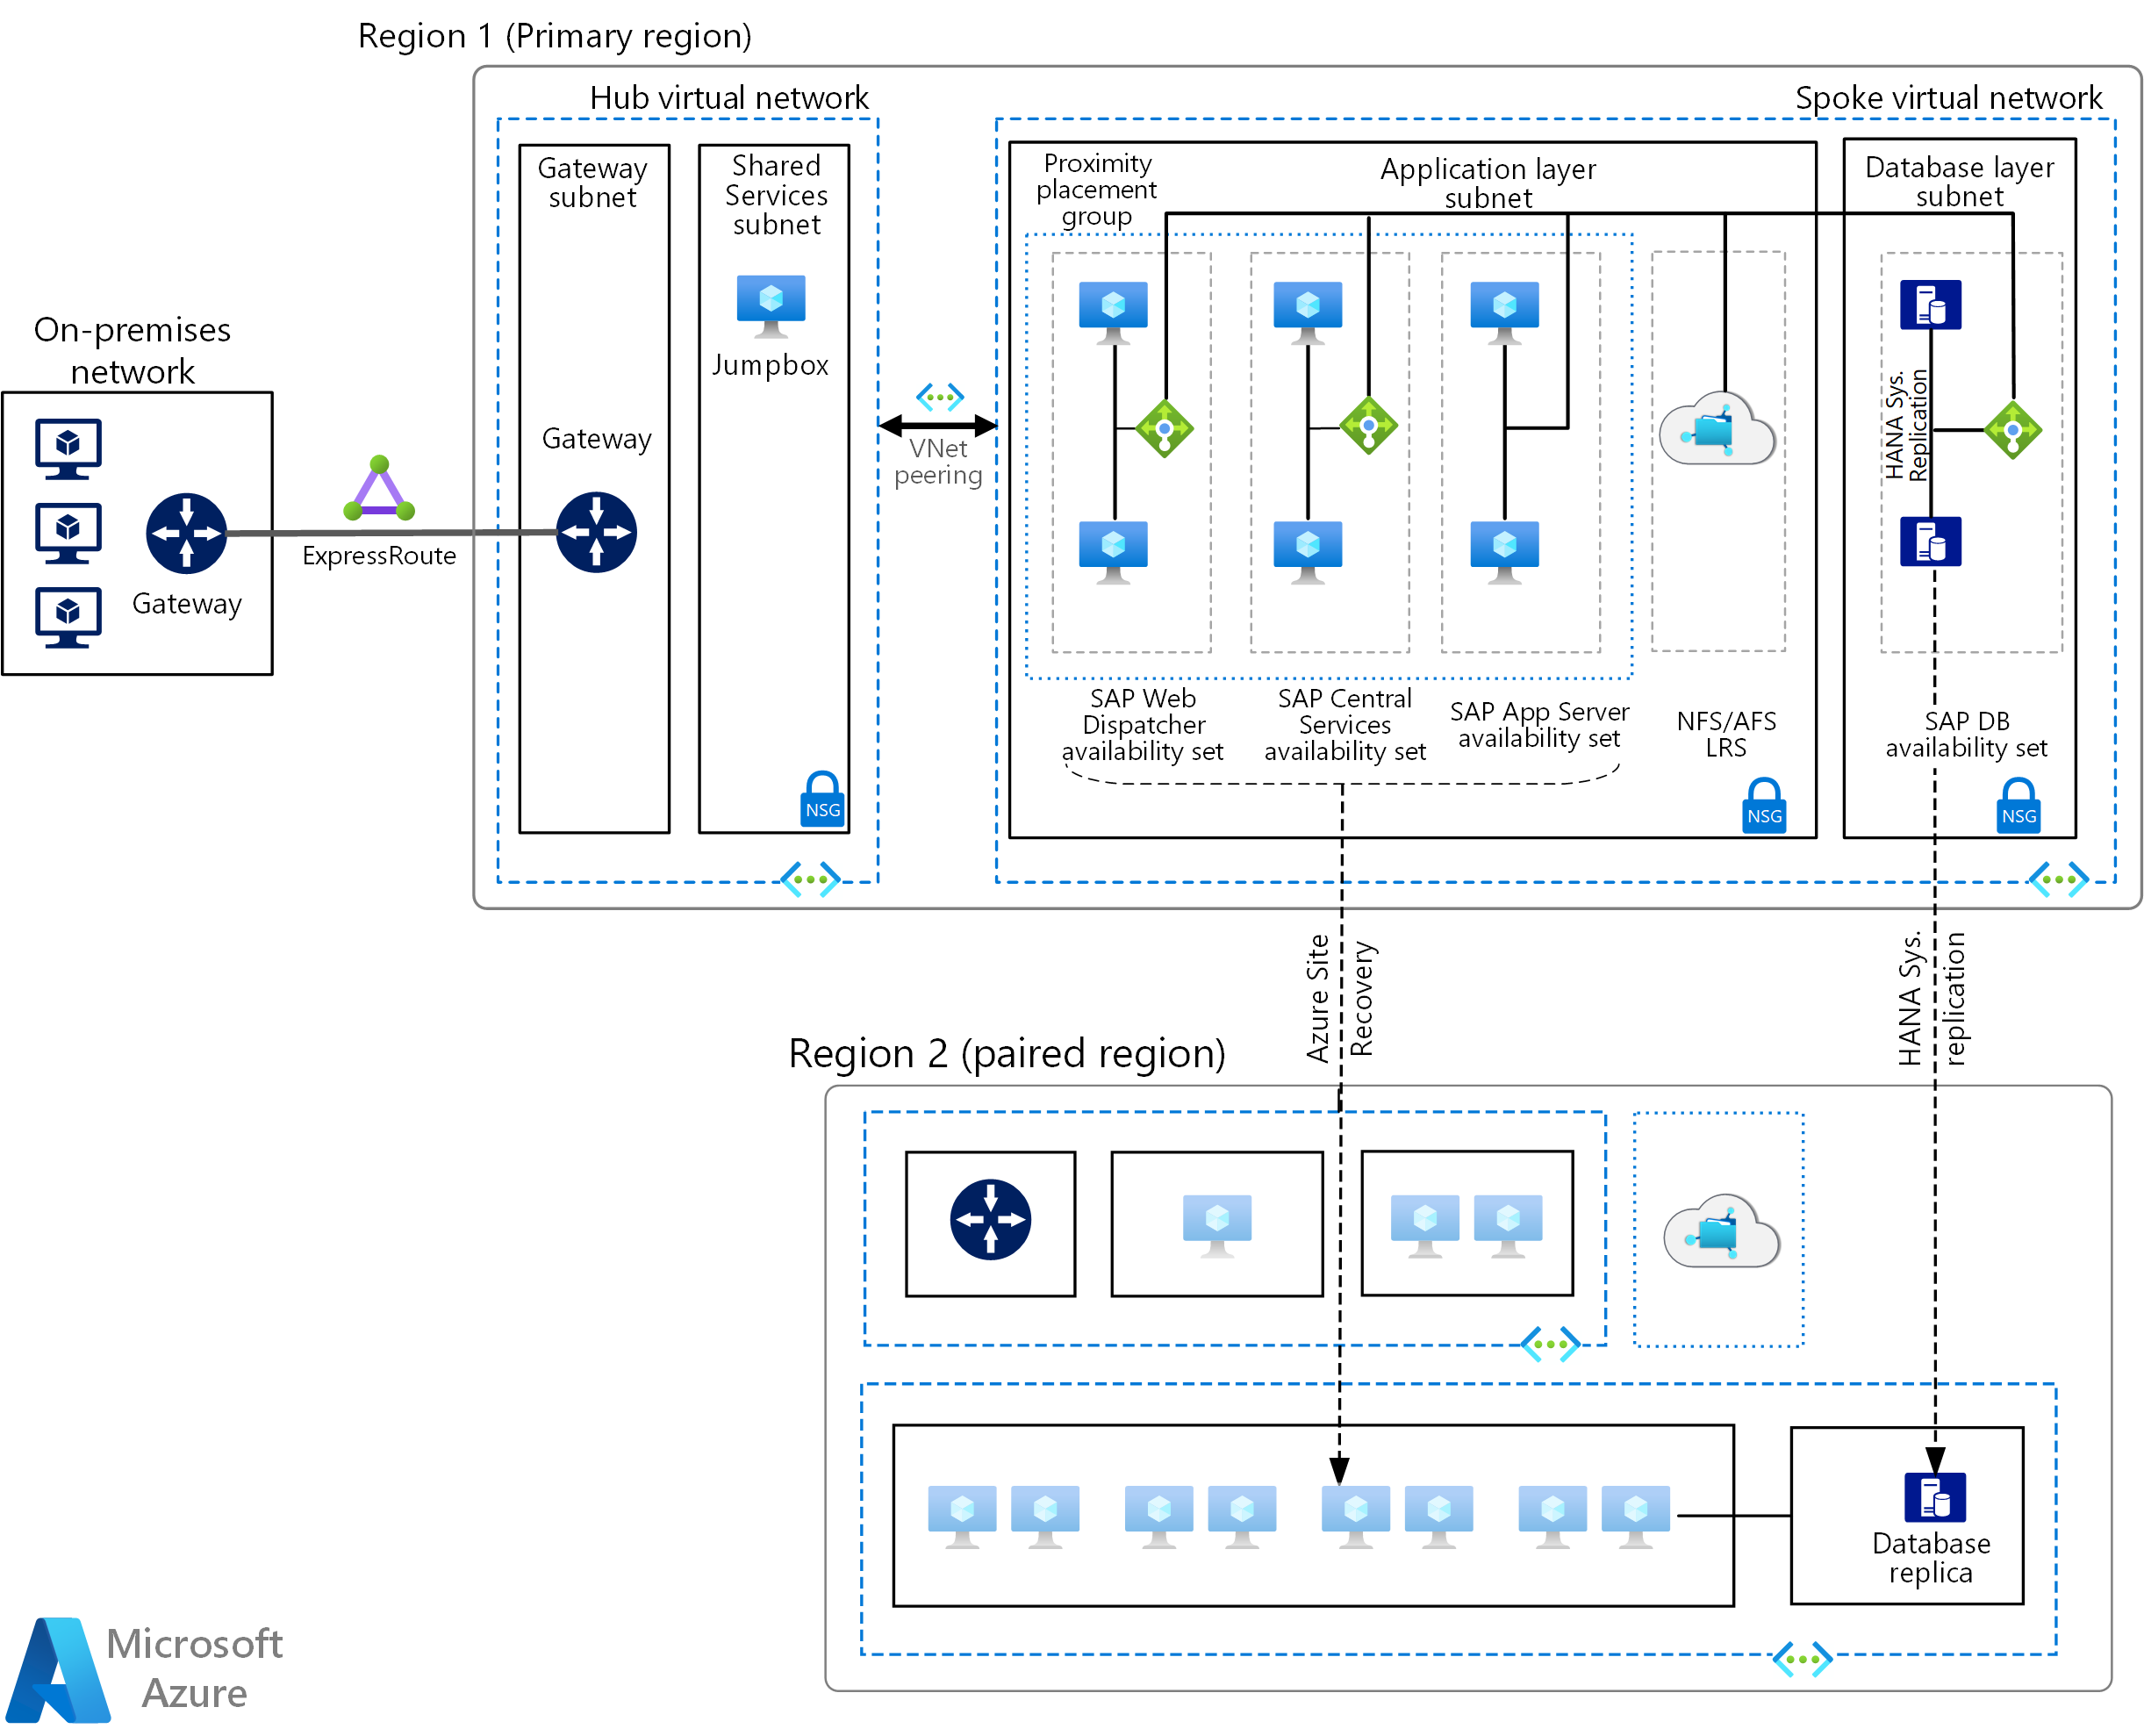 Region 1 (Primary region)
Hub virtual network
Spoke virtual network
Gateway
subnet
Shared
Services
subnet
Proximity
placement
group
Application layer
subnet
Database layer
subnet
Jumpbox
On-premises
network
Gateway
ExpressRoute
Gateway
VNet
peering
HANA Sys.
Replication
SAP Web
Dispatcher
availability set
SAP Central
Services
availability set
SAP App Server
availability set
NFS/AFS
LRS
SAP DB
availability set
NSG
NSG
NSG
Azure Site
Recovery
HANA Sys.
replication
Region 2 (paired region)
Database
replica
Microsoft
Azure